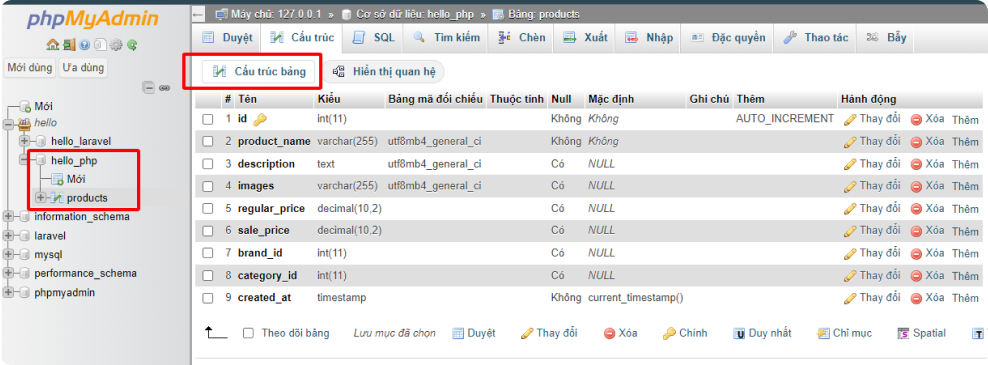 phpMyAdmin
Mới dùng Ưa dùng
Mới
hello
hello_laravel
hello_php
Mới
products
information_schema
laravel
mysql
performance_schema
phpmyadmin
Máy chủ: 127.0.0.1 » Cơ sở dữ liệu: hello_php » Bảng: products
Duyệt Cấu trúc SQL Tìm kiếm Chèn Xuất Nhập Đặc quyền Thao tác Bẫy
Cấu trúc bảng Hiển thị quan hệ
# Tên Kiểu Bảng mã đối chiếu Thuộc tính Null Mặc định Ghi chú Thêm Hành động
1 id int(11) Không Không AUTO_INCREMENT Thay đổi Xóa Thêm
2 product_name varchar(255) utf8mb4_general_ci Không Không Thay đổi Xóa Thêm
3 description text utf8mb4_general_ci Có NULL Thay đổi Xóa Thêm
4 images varchar(255) utf8mb4_general_ci Có NULL Thay đổi Xóa Thêm
5 regular_price decimal(10,2) Có NULL Thay đổi Xóa Thêm
6 sale_price decimal(10,2) Có NULL Thay đổi Xóa Thêm
7 brand_id int(11) Có NULL Thay đổi Xóa Thêm
8 category_id int(11) Có NULL Thay đổi Xóa Thêm
9 created_at timestamp Không current_timestamp() Thay đổi Xóa Thêm
Theo dõi bảng Lưu mục đã chọn Duyệt Thay đổi Xóa Chính Duy nhất Chỉ mục Spatial